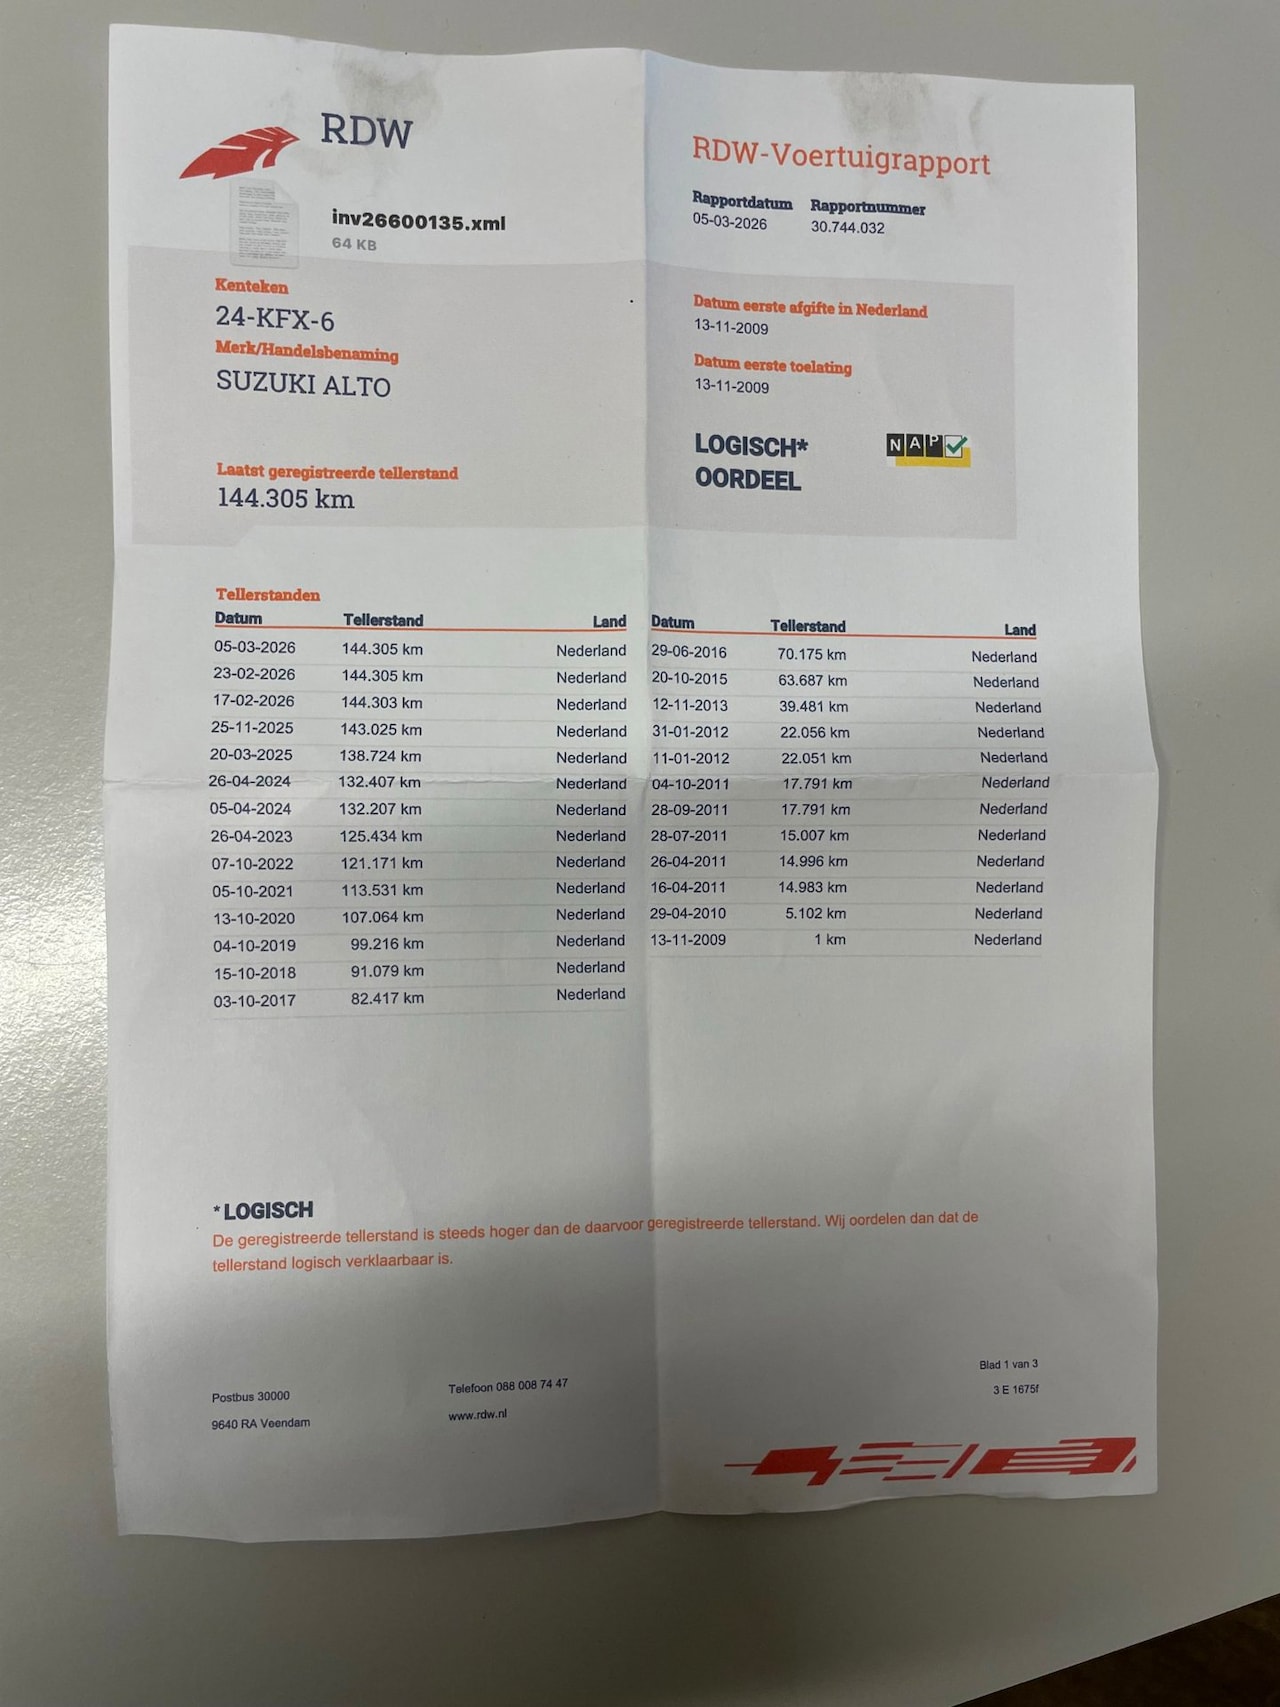 RDW
inv26600135.xml
64 KB
RDW-Voertuigrapport
Rapportdatum Rapportnummer
05-03-2026 30.744.032
Kenteken
24-KFX-6
Merk/Handelsbenaming
SUZUKI ALTO
Laatst geregistreerde tellerstand
144.305 km
Datum eerste afgifte in Nederland
13-11-2009
Datum eerste toelating
13-11-2009
LOGISCH*
OORDEEL
NAP
Tellerstanden
Datum Tellerstand Land
05-03-2026 144.305 km Nederland
23-02-2026 144.305 km Nederland
17-02-2026 144.303 km Nederland
25-11-2025 143.025 km Nederland
20-03-2025 138.724 km Nederland
26-04-2024 132.407 km Nederland
05-04-2024 132.207 km Nederland
26-04-2023 125.434 km Nederland
07-10-2022 121.171 km Nederland
05-10-2021 113.531 km Nederland
13-10-2020 107.064 km Nederland
04-10-2019 99.216 km Nederland
15-10-2018 91.079 km Nederland
03-10-2017 82.417 km Nederland
Datum Tellerstand Land
29-06-2016 70.175 km Nederland
20-10-2015 63.687 km Nederland
12-11-2013 39.481 km Nederland
31-01-2012 22.056 km Nederland
11-01-2012 22.051 km Nederland
04-10-2011 17.791 km Nederland
28-09-2011 17.791 km Nederland
28-07-2011 15.007 km Nederland
26-04-2011 14.996 km Nederland
16-04-2011 14.983 km Nederland
29-04-2010 5.102 km Nederland
13-11-2009 1 km Nederland
* LOGISCH
De geregistreerde tellerstand is steeds hoger dan de daarvoor geregistreerde tellerstand. Wij oordelen dan dat de
tellerstand logisch verklaarbaar is.
Postbus 30000
9640 RA Veendam
Telefoon 088 008 74 47
www.rdw.nl
Blad 1 van 3
3 E 1675f